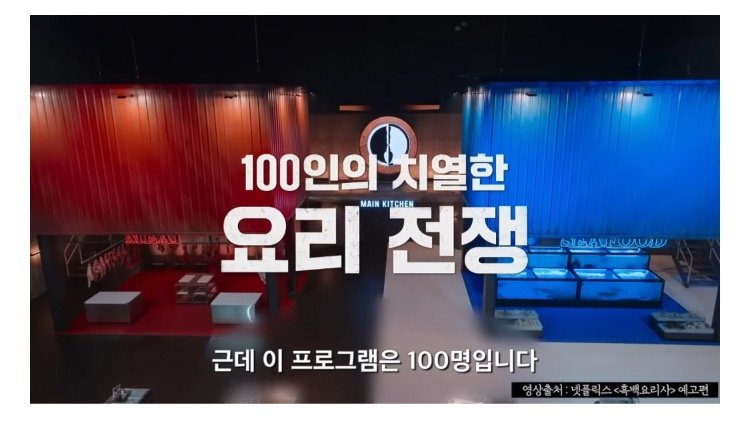 100인의 치열한
MAIN KITCHEN
요리 전쟁
근데 이 프로그램은 100명입니다
영상출처 : 넷플릭스 <흑백요리사> 예고편